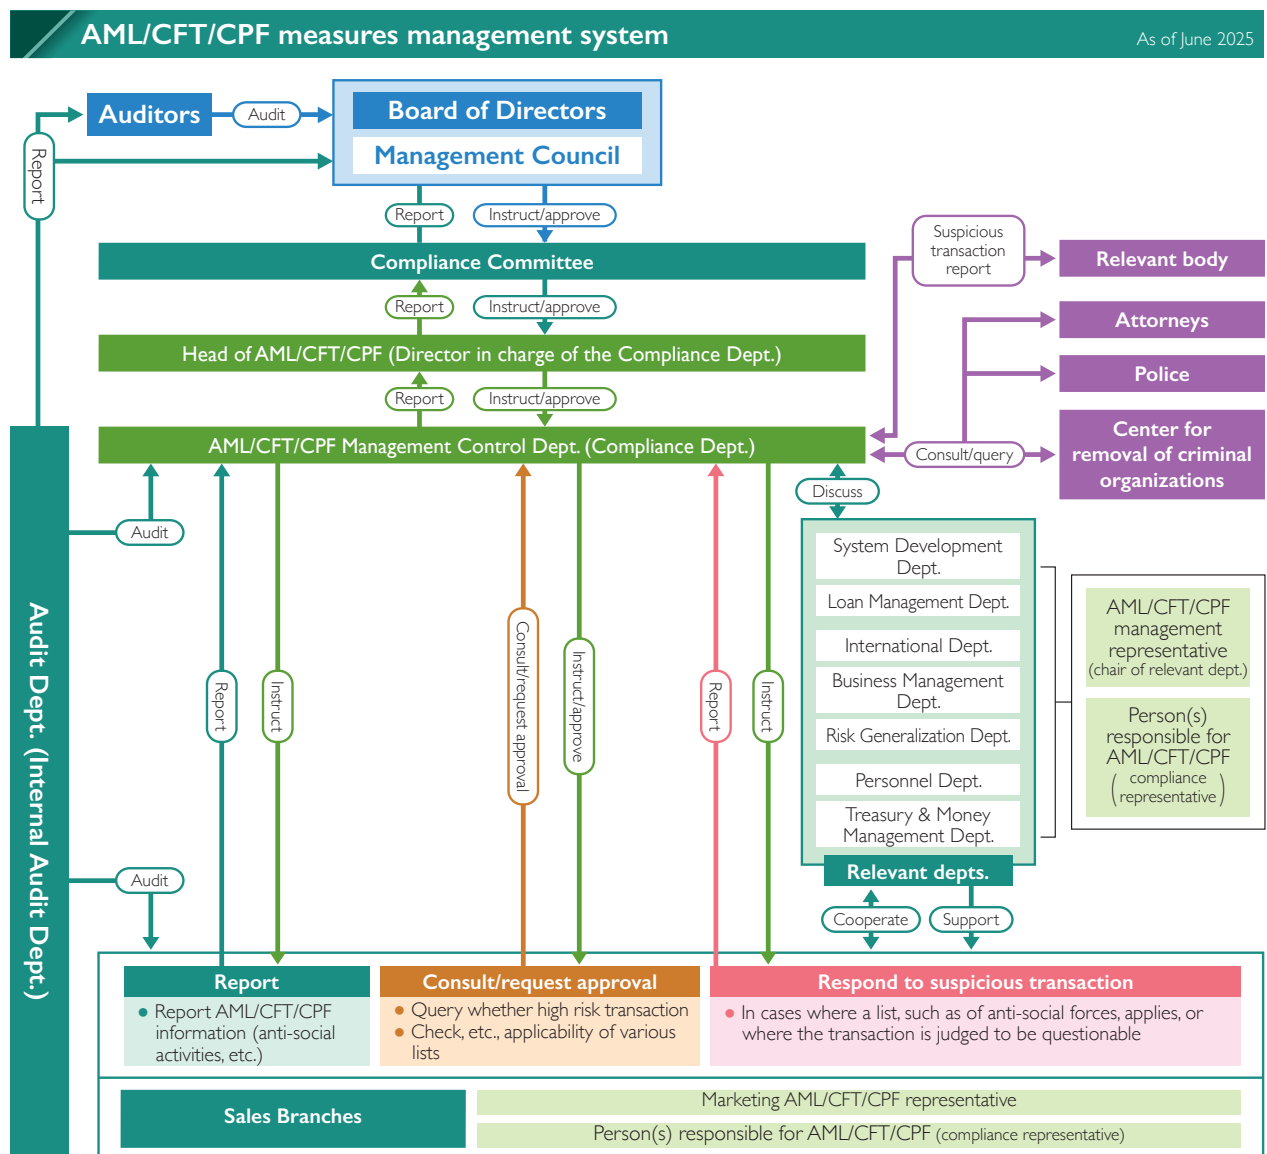 AML/CFT/CPF measures management system
As of June 2025
Auditors
Audit
Board of Directors
Management Council
Report
Report
Instruct/approve
Compliance Committee
Report
Instruct/approve
Head of AML/CFT/CPF (Director in charge of the Compliance Dept.)
Report
Instruct/approve
AML/CFT/CPF Management Control Dept. (Compliance Dept.)
Suspicious
transaction
report
Relevant body
Attorneys
Police
Consult/query
Center for
removal of criminal
organizations
Audit Dept. (Internal Audit Dept.)
Audit
Audit
Report
Instruct
Consult/request approval
Instruct/approve
Report
Instruct
Discuss
System Development
Dept.
Loan Management Dept.
International Dept.
Business Management
Dept.
Risk Generalization Dept.
Personnel Dept.
Treasury & Money
Management Dept.
Relevant depts.
AML/CFT/CPF
management
representative
(chair of relevant dept.)
Person(s)
responsible for
AML/CFT/CPF
(compliance
representative)
Cooperate
Support
Report
● Report AML/CFT/CPF
information (anti-social
activities, etc.)
Consult/request approval
● Query whether high risk transaction
● Check, etc., applicability of various
lists
Respond to suspicious transaction
● In cases where a list, such as of anti-social forces, applies, or
where the transaction is judged to be questionable
Sales Branches
Marketing AML/CFT/CPF representative
Person(s) responsible for AML/CFT/CPF (compliance representative)